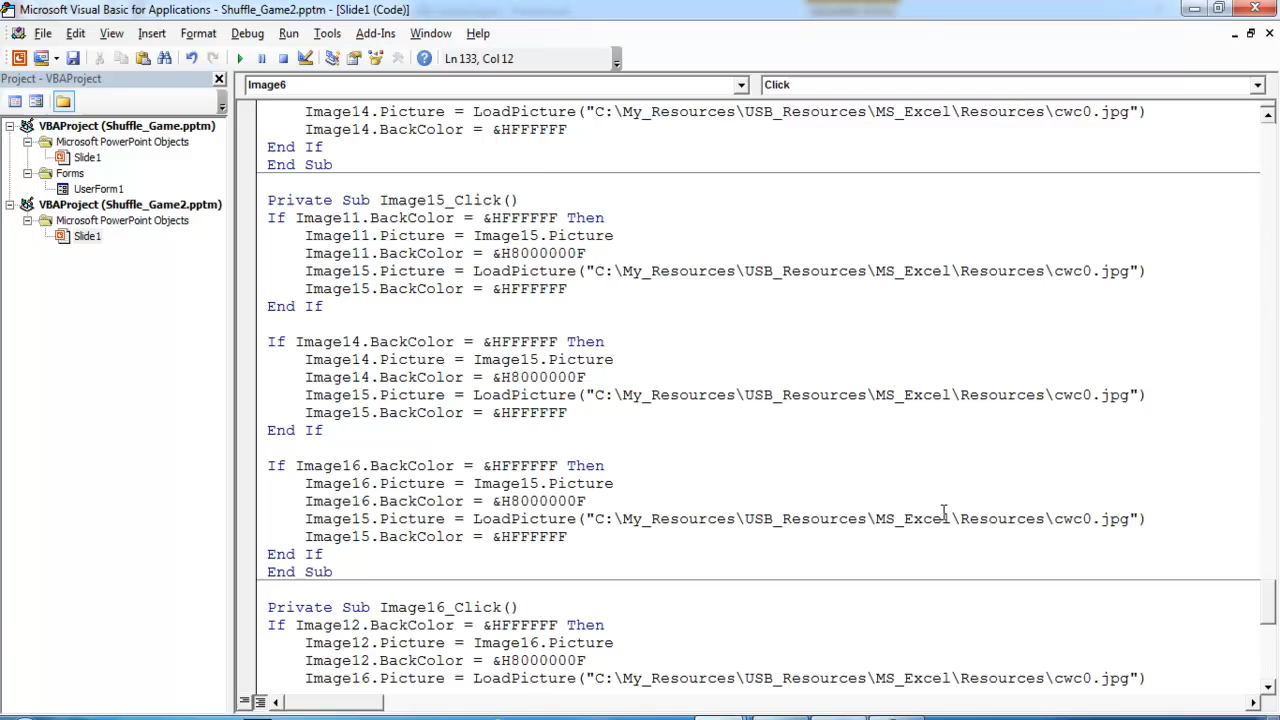 Microsoft Visual Basic for Applications - Shuffle_Game2.pptm - [Slide1 (Code)]
File Edit View Insert Format Debug Run Tools Add-Ins Window Help
Ln 133, Col 12
Project - VBAProject
Image6
Click
VBAProject (Shuffle_Game.pptm)
Microsoft PowerPoint Objects
Slide1
Forms
UserForm1
VBAProject (Shuffle_Game2.pptm)
Microsoft PowerPoint Objects
Slide1
Image14.Picture = LoadPicture("C:\My_Resources\USB_Resources\MS_Excel\Resources\cwc0.jpg")
Image14.BackColor = &HFFFFFF
End If
End Sub
Private Sub Image15_Click()
If Image11.BackColor = &HFFFFFF Then
Image11.Picture = Image15.Picture
Image11.BackColor = &H8000000F
Image15.Picture = LoadPicture("C:\My_Resources\USB_Resources\MS_Excel\Resources\cwc0.jpg")
Image15.BackColor = &HFFFFFF
End If
If Image14.BackColor = &HFFFFFF Then
Image14.Picture = Image15.Picture
Image14.BackColor = &H8000000F
Image15.Picture = LoadPicture("C:\My_Resources\USB_Resources\MS_Excel\Resources\cwc0.jpg")
Image15.BackColor = &HFFFFFF
End If
If Image16.BackColor = &HFFFFFF Then
Image16.Picture = Image15.Picture
Image16.BackColor = &H8000000F
Image15.Picture = LoadPicture("C:\My_Resources\USB_Resources\MS_Excel\Resources\cwc0.jpg")
Image15.BackColor = &HFFFFFF
End If
End Sub
Private Sub Image16_Click()
If Image12.BackColor = &HFFFFFF Then
Image12.Picture = Image16.Picture
Image12.BackColor = &H8000000F
Image16.Picture = LoadPicture("C:\My_Resources\USB_Resources\MS_Excel\Resources\cwc0.jpg")